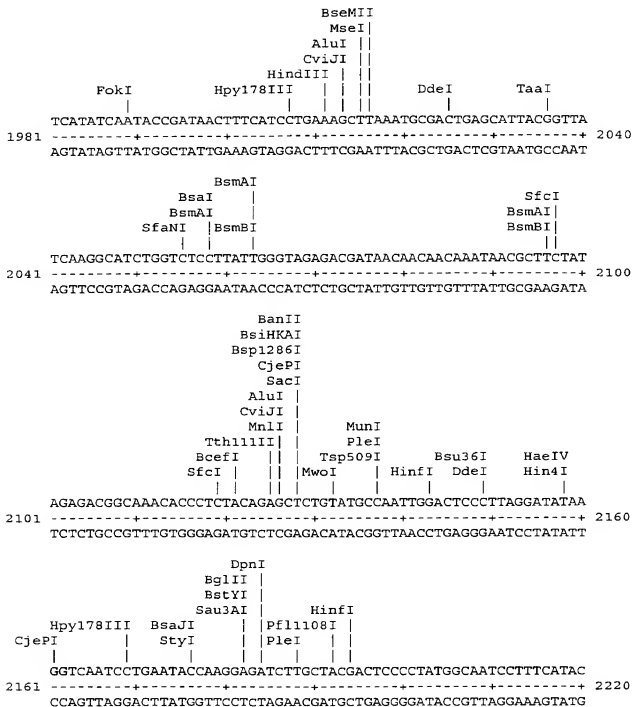 BseMII
MseI
AluI
CviJI
HindIII
FokI Hpy178III DdeI TaaI
TCATATCAATACCGATAACTTTCATCCTGAAAGCTTAAATGCGACTGAGCATTACGGTTA
1981 ---------+---------+---------+---------+---------+---------+ 2040
AGTATAGTTATGGCTATTGAAAGTAGGACTTTCGAATTTACGCTGACTCGTAATGCCAAT
BsmAI
BsaI SfcI
BsmAI BsmAI
SfaNI BsmBI BsmBI
TCAAGGCATCTGGTCTCCTTATTGGGTAGAGACGATAACAACAACAAATAACGCTTCTAT
2041 ---------+---------+---------+---------+---------+---------+ 2100
AGTTCCGTAGACCAGAGGAATAACCCATCTCTGCTATTGTTGTTGTTTATTGCGAAGATA
BanII
BsiHKAI
Bsp1286I
CjePI
SacI
AluI
CviJI
MnlI MunI
Tth111II PleI
BcefI Tsp509I Bsu36I HaeIV
SfcI MwoI HinfI DdeI Hin4I
AGAGACGGCAAACACCCTCTACAGAGCTCTGTATGCCAATTGGACTCCCTTAGGATATAA
2101 ---------+---------+---------+---------+---------+---------+ 2160
TCTCTGCCGTTTGTGGGAGATGTCTCGAGACATACGGTTAACCTGAGGGAATCCTATATT
DpnI
BglII
BstYI
Sau3AI HinfI
Hpy178III BsaJI Pfl1108I
CjePI StyI PleI
GGTCAATCCTGAATACCAAGGAGATCTTGCTACGACTCCCCTATGGCAATCCTTTCATAC
2161 ---------+---------+---------+---------+---------+---------+ 2220
CCAGTTAGGACTTATGGTTCCTCTAGAACGATGCTGAGGGGATACCGTTAGGAAAGTATG